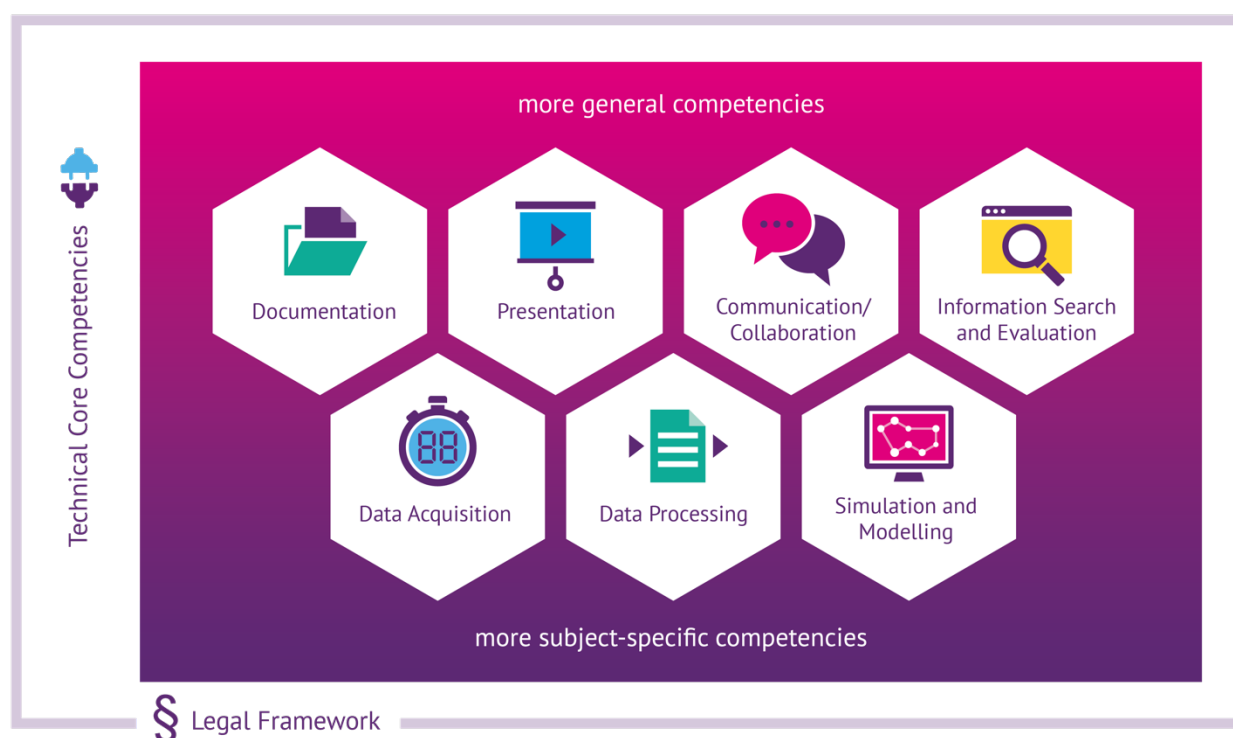 more general competencies
Technical Core Competencies
Documentation
Presentation
Communication/
Collaboration
Information Search
and Evaluation
88
Data Acquisition
Data Processing
Simulation and
Modelling
more subject-specific competencies
§ Legal Framework